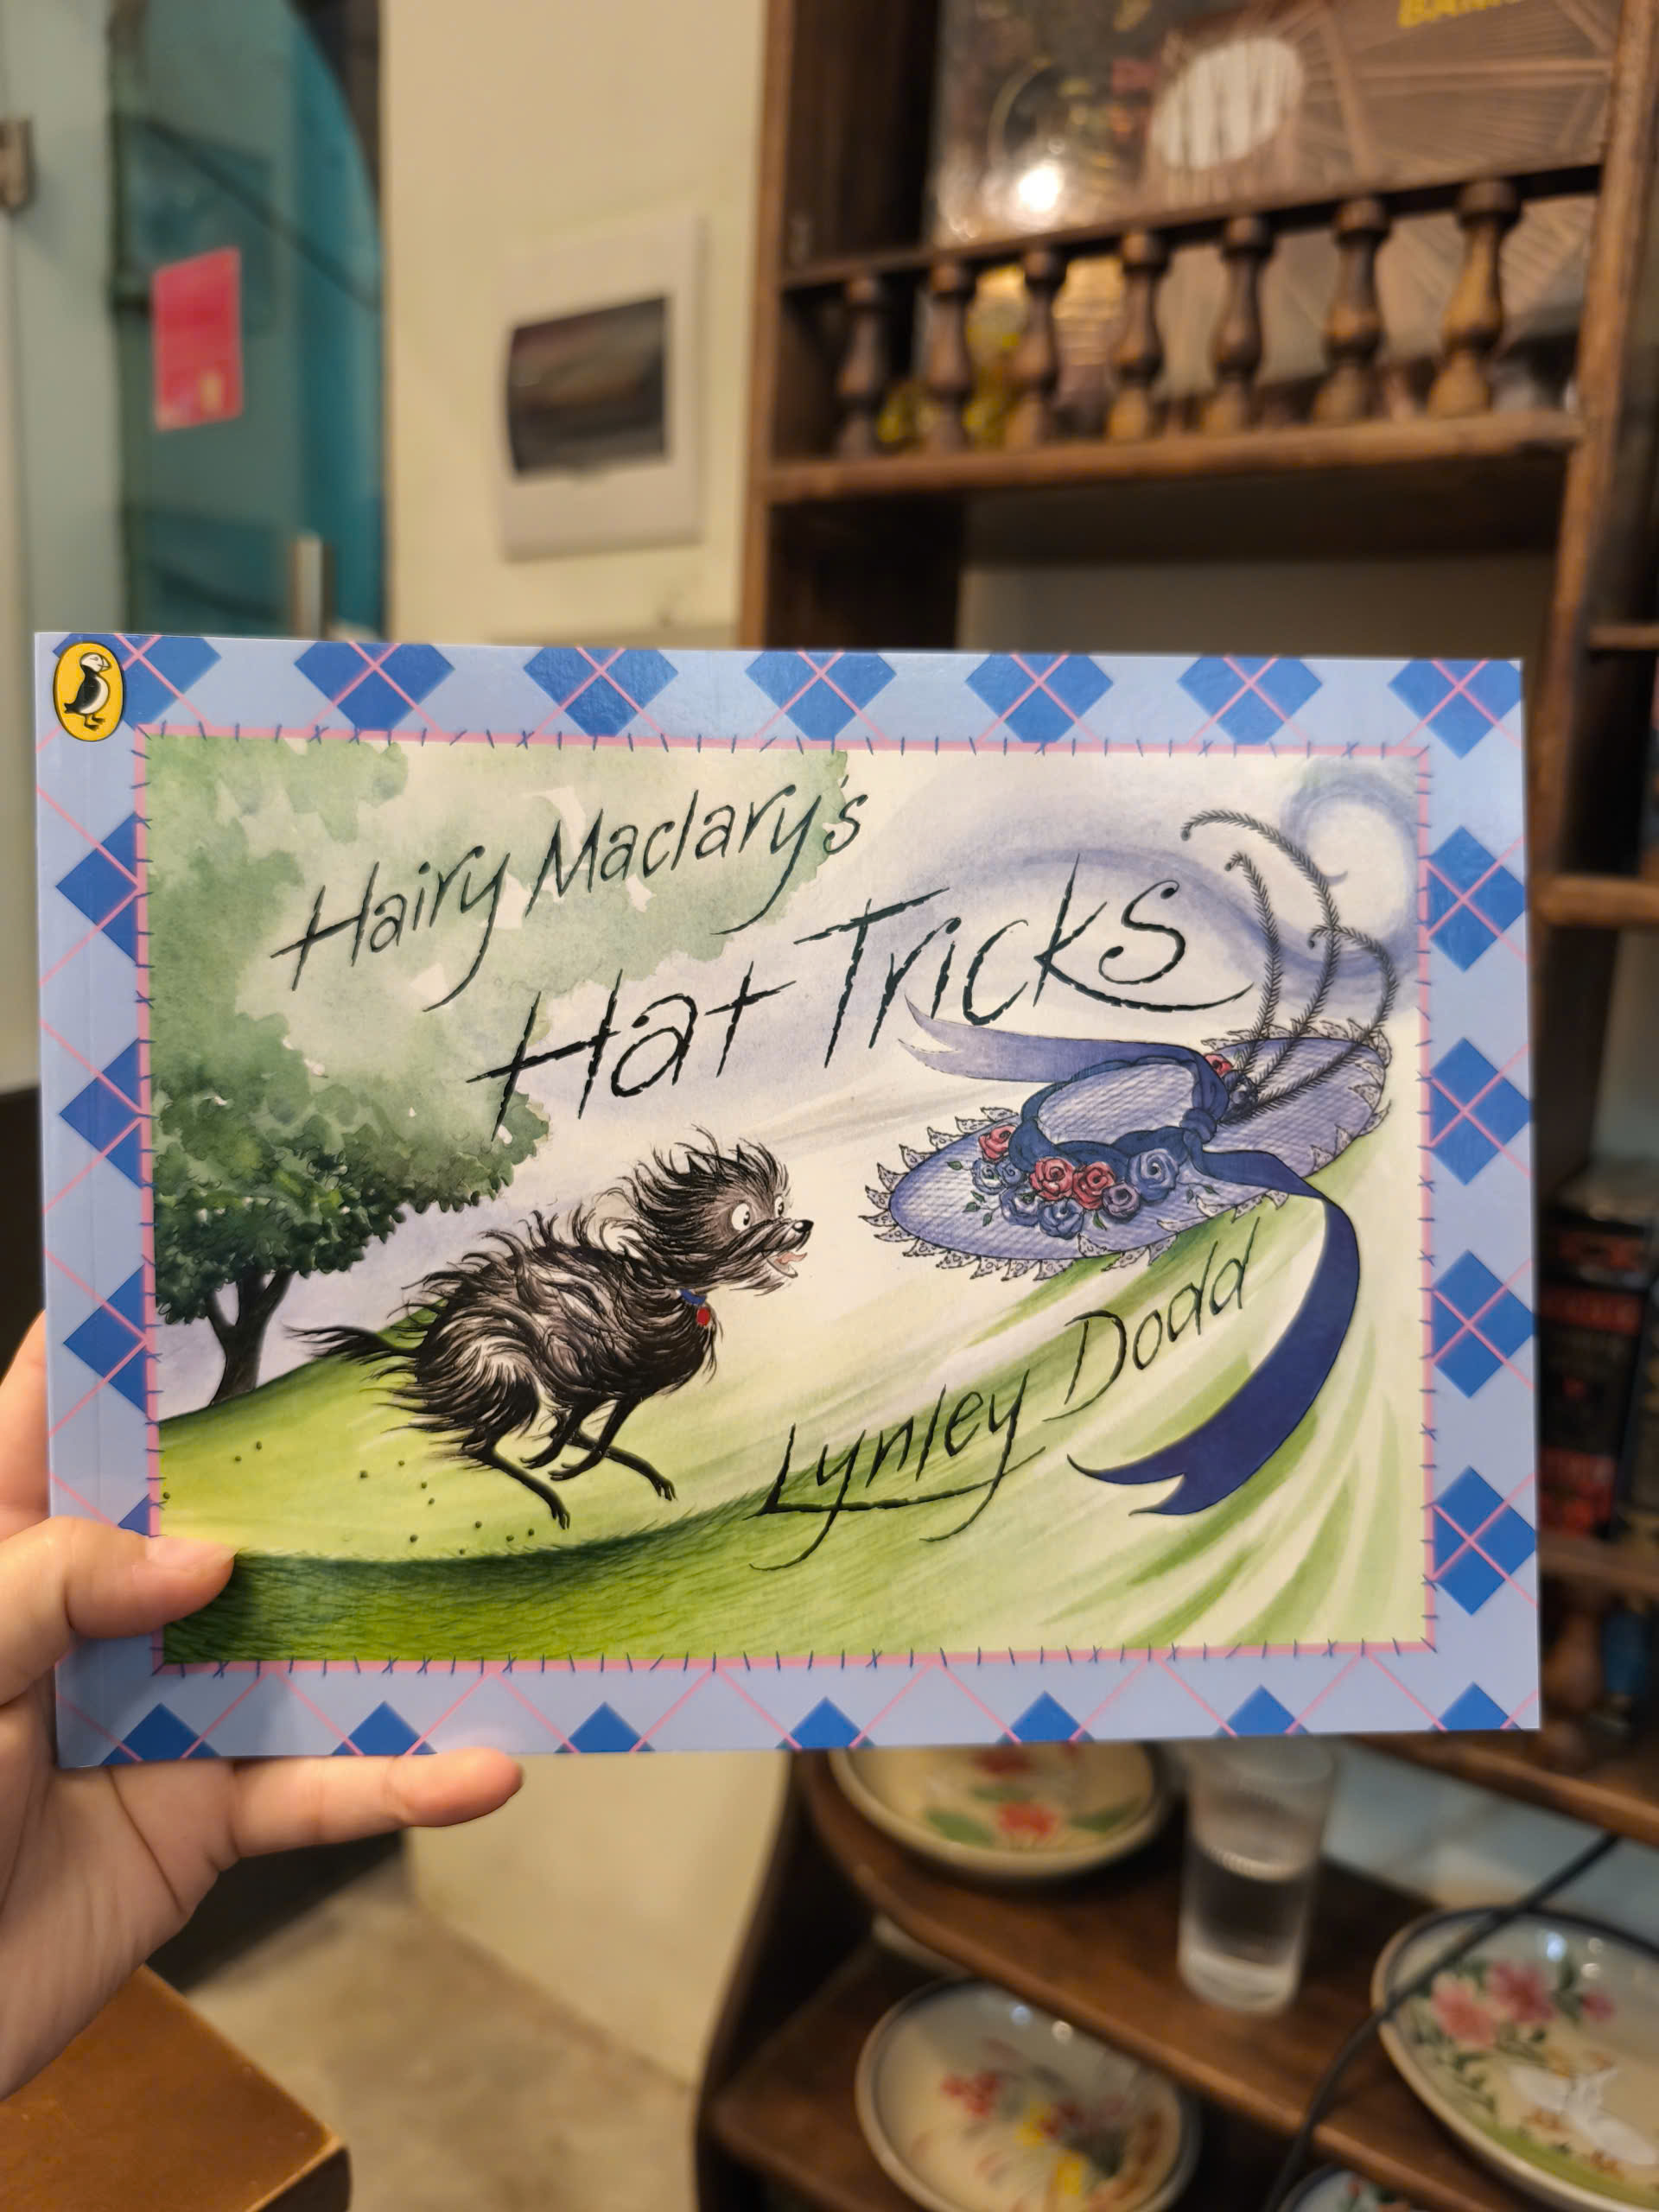 Hairy Maclary's
Hat Tricks
Lynley Dodd